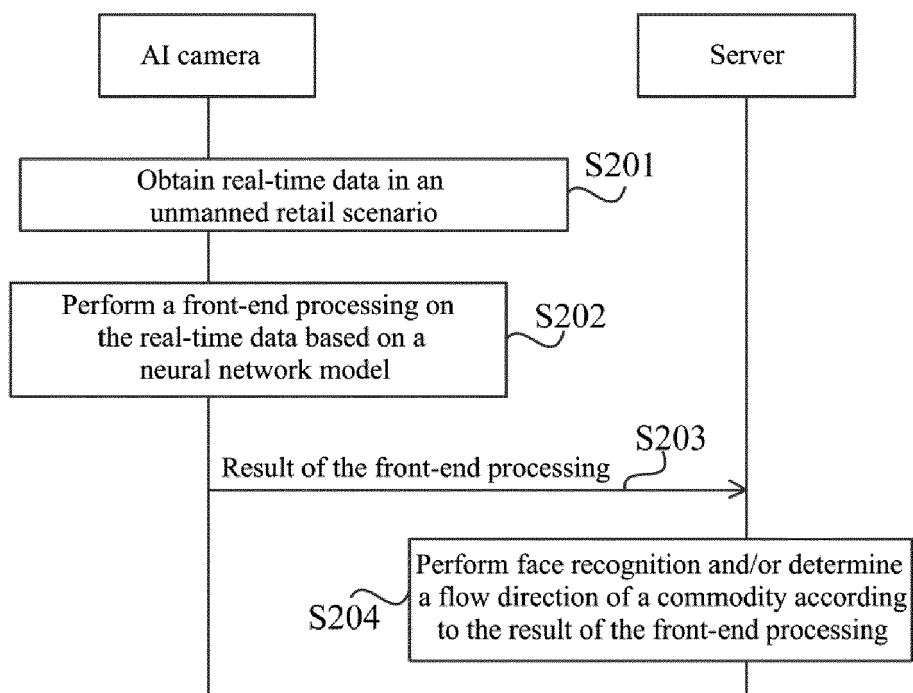 AI camera
Server
S201
Obtain real-time data in an
unmanned retail scenario
Perform a front-end processing on
the real-time data based on a
neural network model
S202
S203
Result of the front-end processing
Perform face recognition and/or determine
a flow direction of a commodity according
to the result of the front-end processing
S204